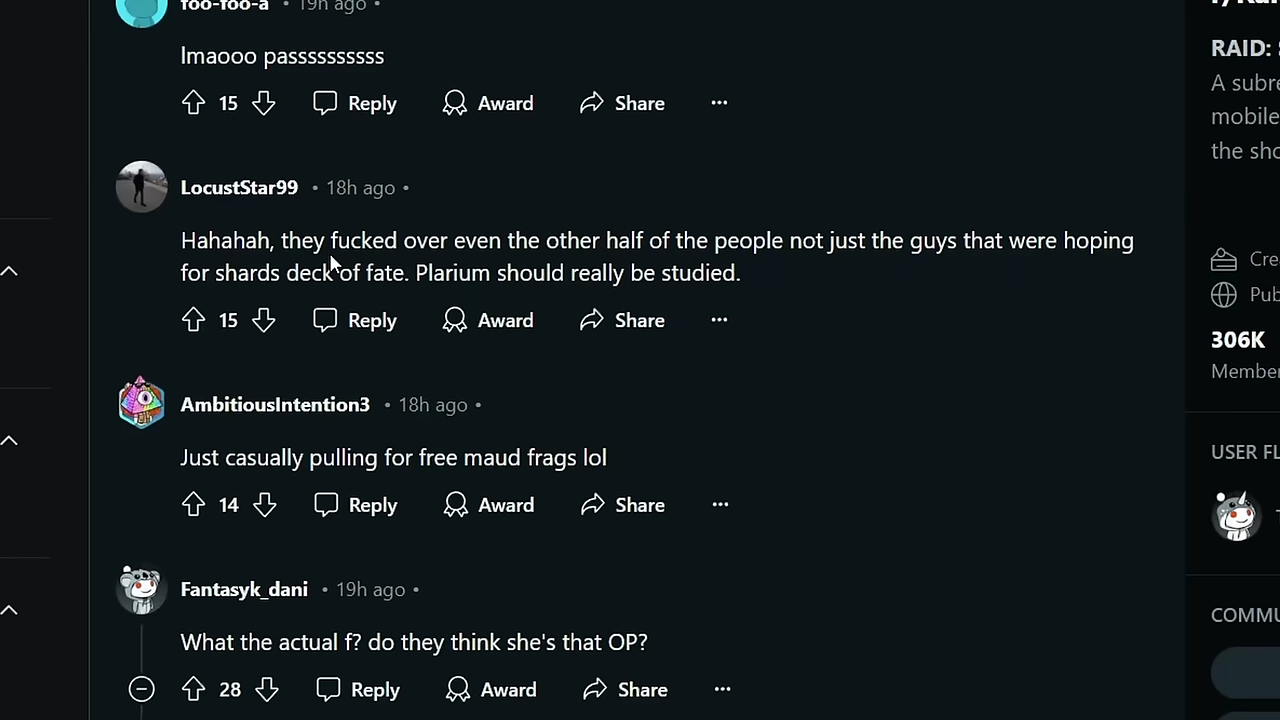 foo-foo-a • 19h ago •
lmaooo passssssssss
15 Reply Award Share
LocustStar99 • 18h ago •
Hahahah, they fucked over even the other half of the people not just the guys that were hoping
for shards deck of fate. Plarium should really be studied.
15 Reply Award Share
AmbitiousIntention3 • 18h ago •
Just casually pulling for free maud frags lol
14 Reply Award Share
Fantasyk_dani • 19h ago •
What the actual f? do they think she's that OP?
28 Reply Award Share
RAID:
A subre
mobile
the sho
Cre
Pub
306K
Member
USER FL
COMMU